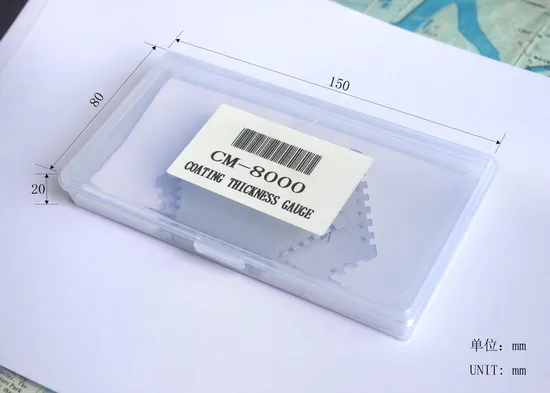 150
80
20
CM-8000
COATING THICKNESS GAUGE
单位: mm
UNIT: mm